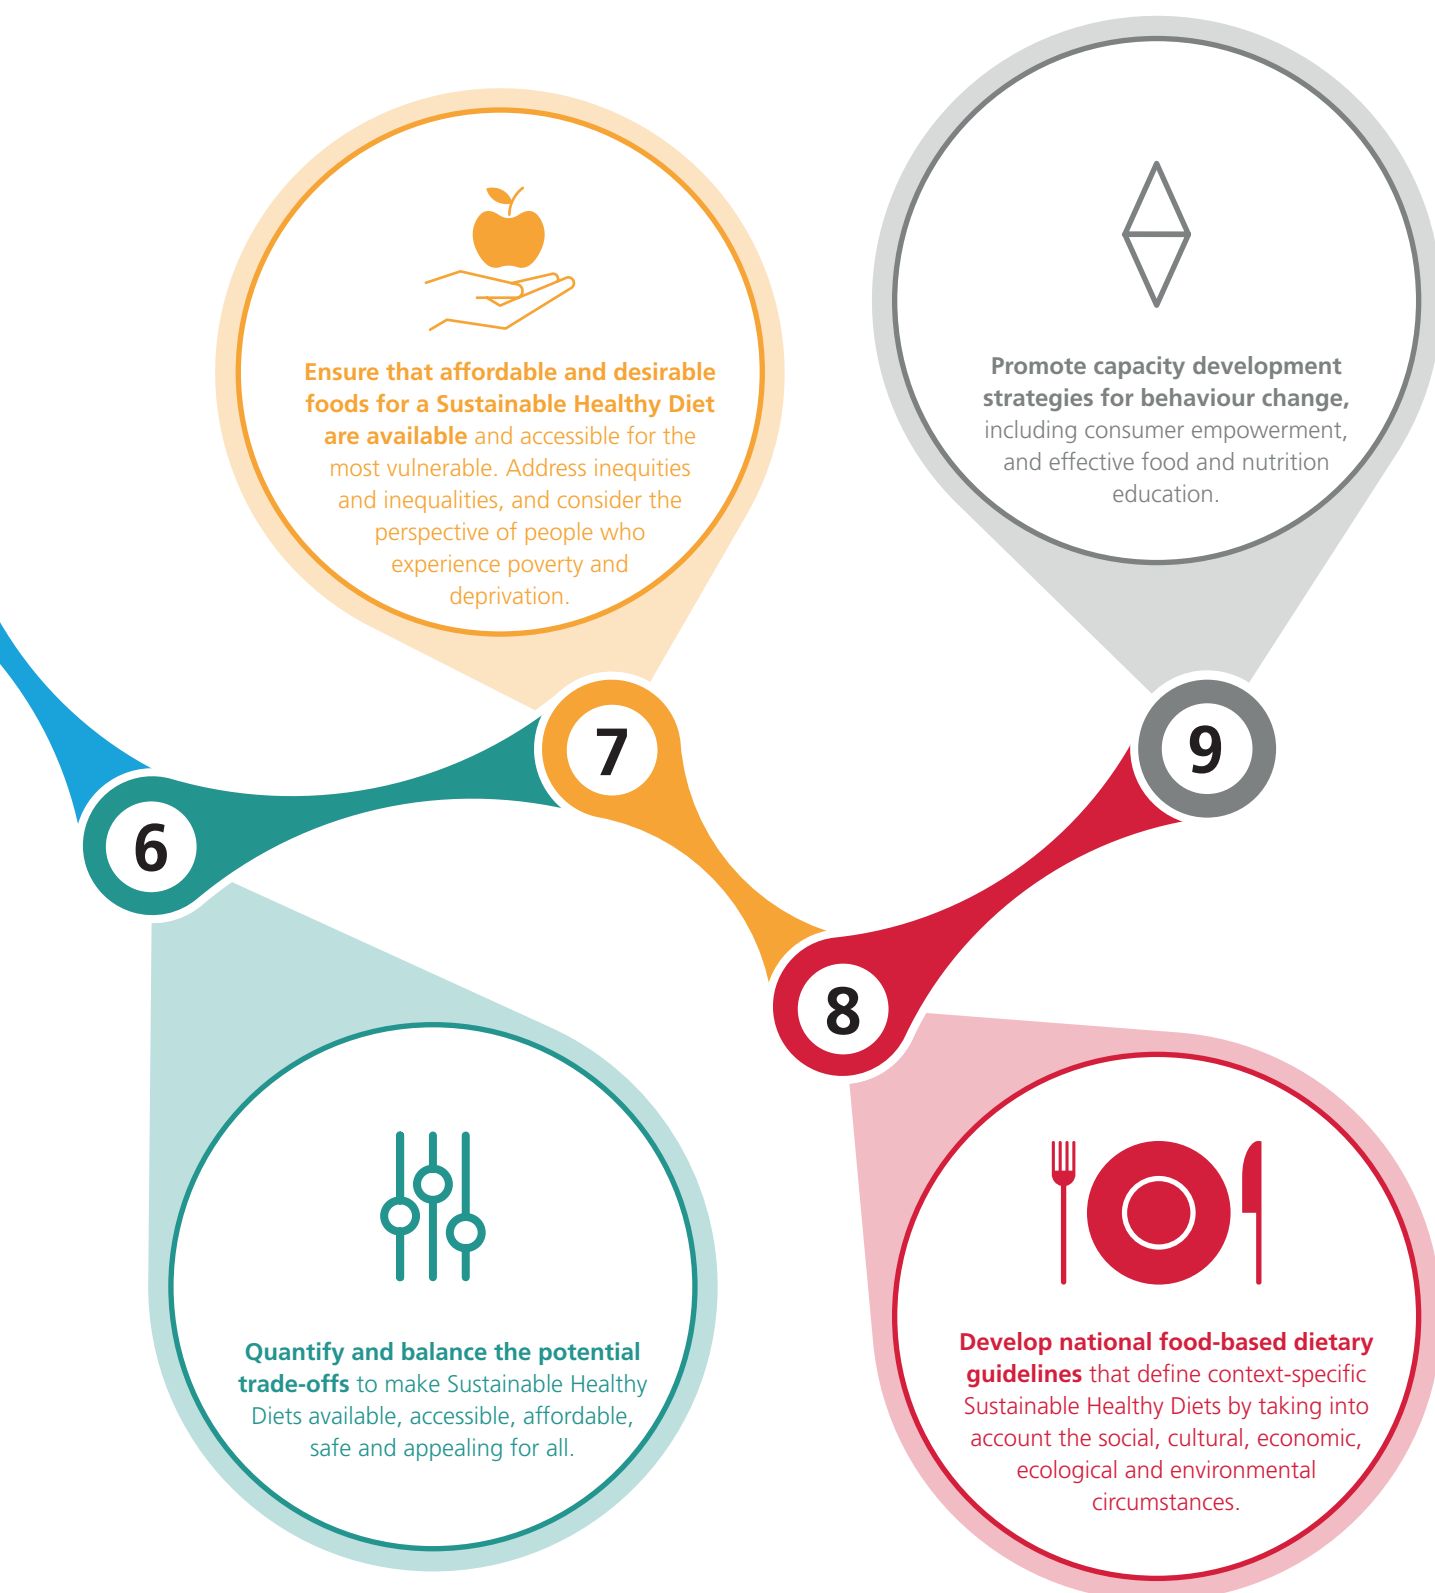 Ensure that affordable and desirable
foods for a Sustainable Healthy Diet
are available and accessible for the
most vulnerable. Address inequities
and inequalities, and consider the
perspective of people who
experience poverty and
deprivation.
Promote capacity development
strategies for behaviour change,
including consumer empowerment,
and effective food and nutrition
education.
7
9
6
8
Quantify and balance the potential
trade-offs to make Sustainable Healthy
Diets available, accessible, affordable,
safe and appealing for all.
Develop national food-based dietary
guidelines that define context-specific
Sustainable Healthy Diets by taking into
account the social, cultural, economic,
ecological and environmental
circumstances.